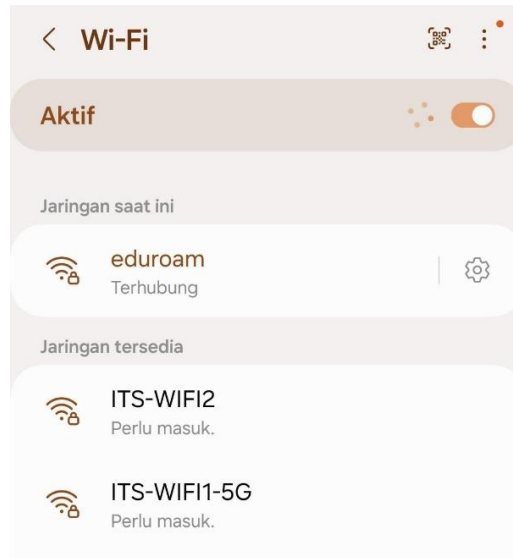 Wi-Fi
Aktif
Jaringan saat ini
eduroam
Terhubung
Jaringan tersedia
ITS-WIFI2
Perlu masuk.
ITS-WIFI1-5G
Perlu masuk.